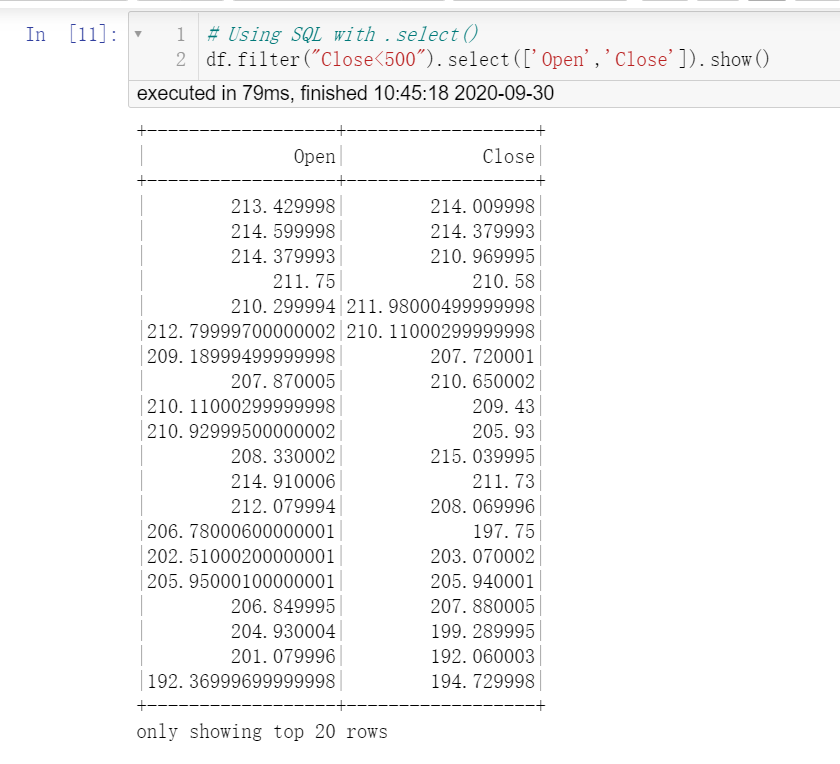 In [11]: ▾ 1 # Using SQL with .select()
2 df.filter("Close<500").select(['Open','Close']).show()
executed in 79ms, finished 10:45:18 2020-09-30
+------------------+------------------+
|              Open|             Close|
+------------------+------------------+
|        213.429998|        214.009998|
|        214.599998|        214.379993|
|        214.379993|        210.969995|
|            211.75|            210.58|
|        210.299994|211.98000499999998|
|212.79999700000002|210.11000299999998|
|209.18999499999998|        207.720001|
|        207.870005|        210.650002|
|210.11000299999998|            209.43|
|210.92999500000002|            205.93|
|        208.330002|        215.039995|
|        214.910006|            211.73|
|        212.079994|        208.069996|
|206.78000600000001|            197.75|
|202.51000200000001|        203.070002|
|205.95000100000001|        205.940001|
|        206.849995|        207.880005|
|        204.930004|        199.289995|
|        201.079996|        192.060003|
|192.36999699999998|        194.729998|
+------------------+------------------+
only showing top 20 rows